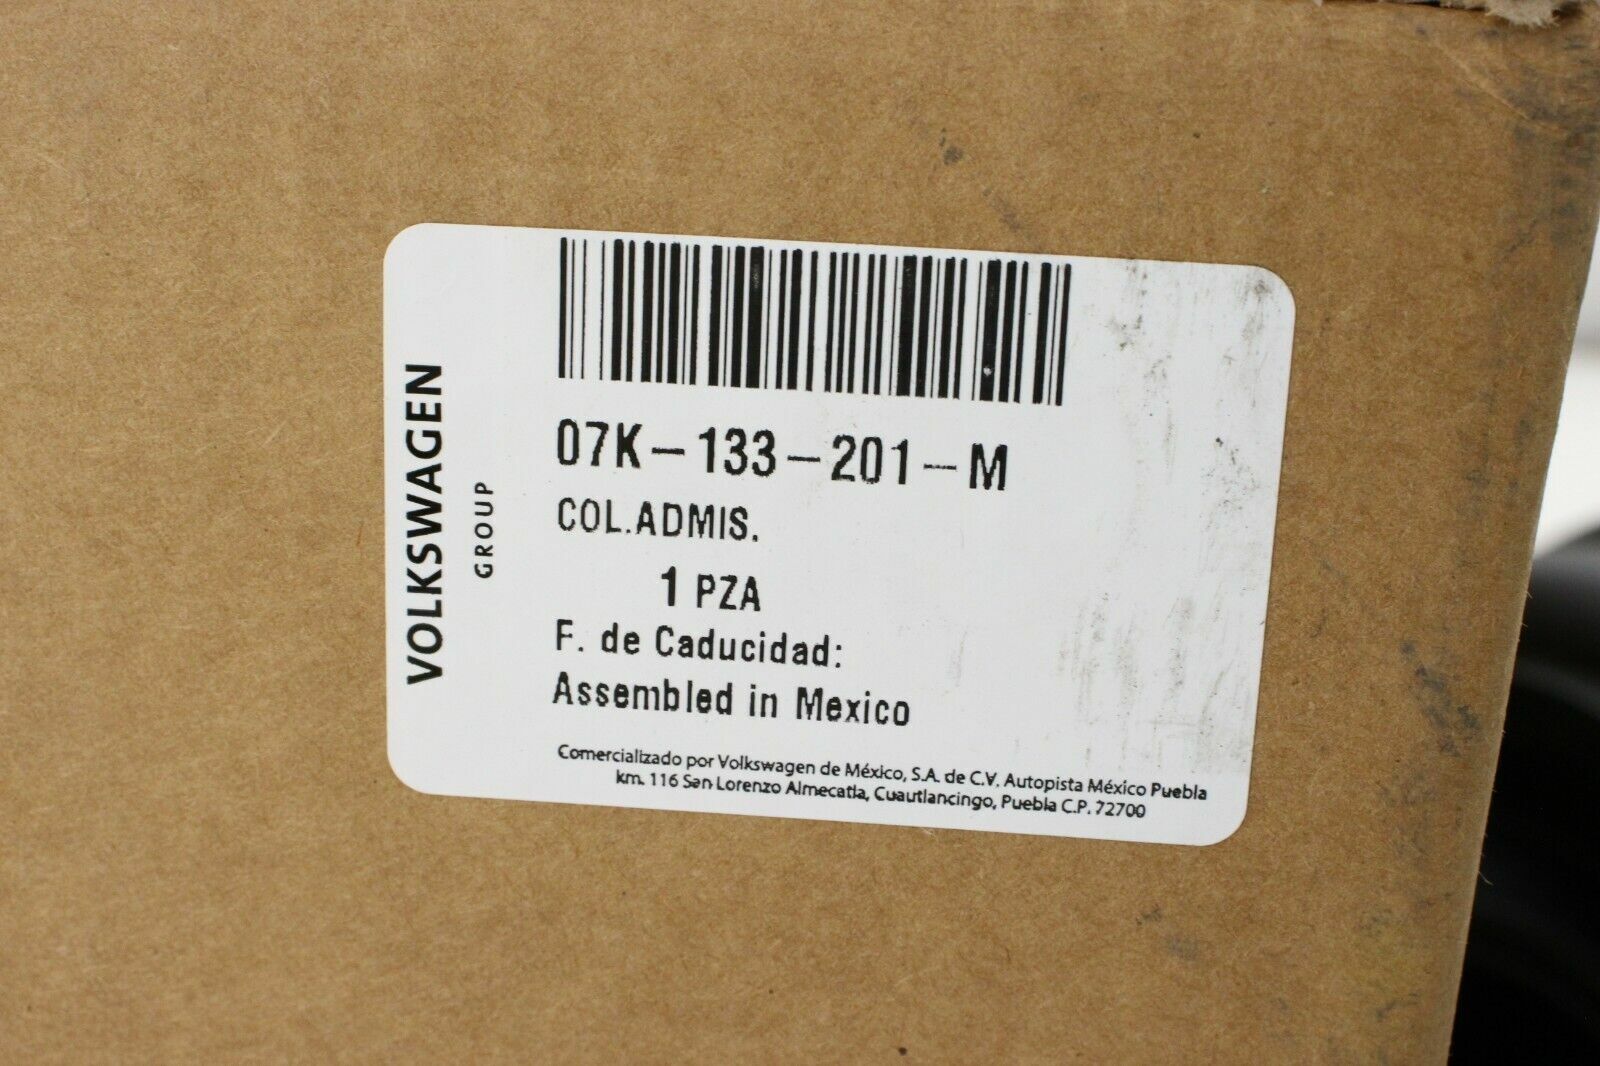 VOLKSWAGEN
GROUP
07K-133-201-M
COL.ADMIS.
1 PZA
F. de Caducidad:
Assembled in Mexico
Comercializado por Volkswagen de México, S.A. de C.V. Autopista México Puebla
km. 116 San Lorenzo Almecatla, Cuautlancingo, Puebla C.P. 72700